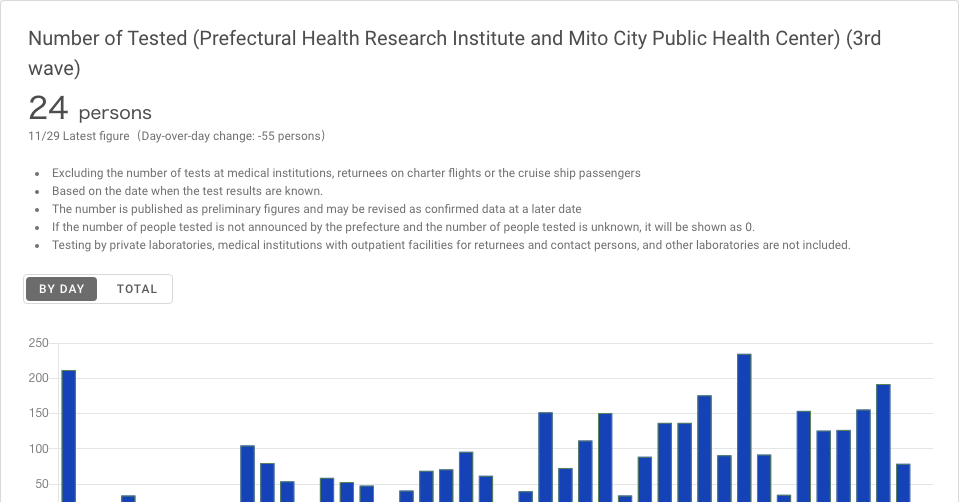 Number of Tested (Prefectural Health Research Institute and Mito City Public Health Center) (3rd
wave)
24 persons
11/29 Latest figure（Day-over-day change: -55 persons）
• Excluding the number of tests at medical institutions, returnees on charter flights or the cruise ship passengers
• Based on the date when the test results are known.
• The number is published as preliminary figures and may be revised as confirmed data at a later date
• If the number of people tested is not announced by the prefecture and the number of people tested is unknown, it will be shown as 0.
• Testing by private laboratories, medical institutions with outpatient facilities for returnees and contact persons, and other laboratories are not included.
BY DAY TOTAL
250
200
150
100
50